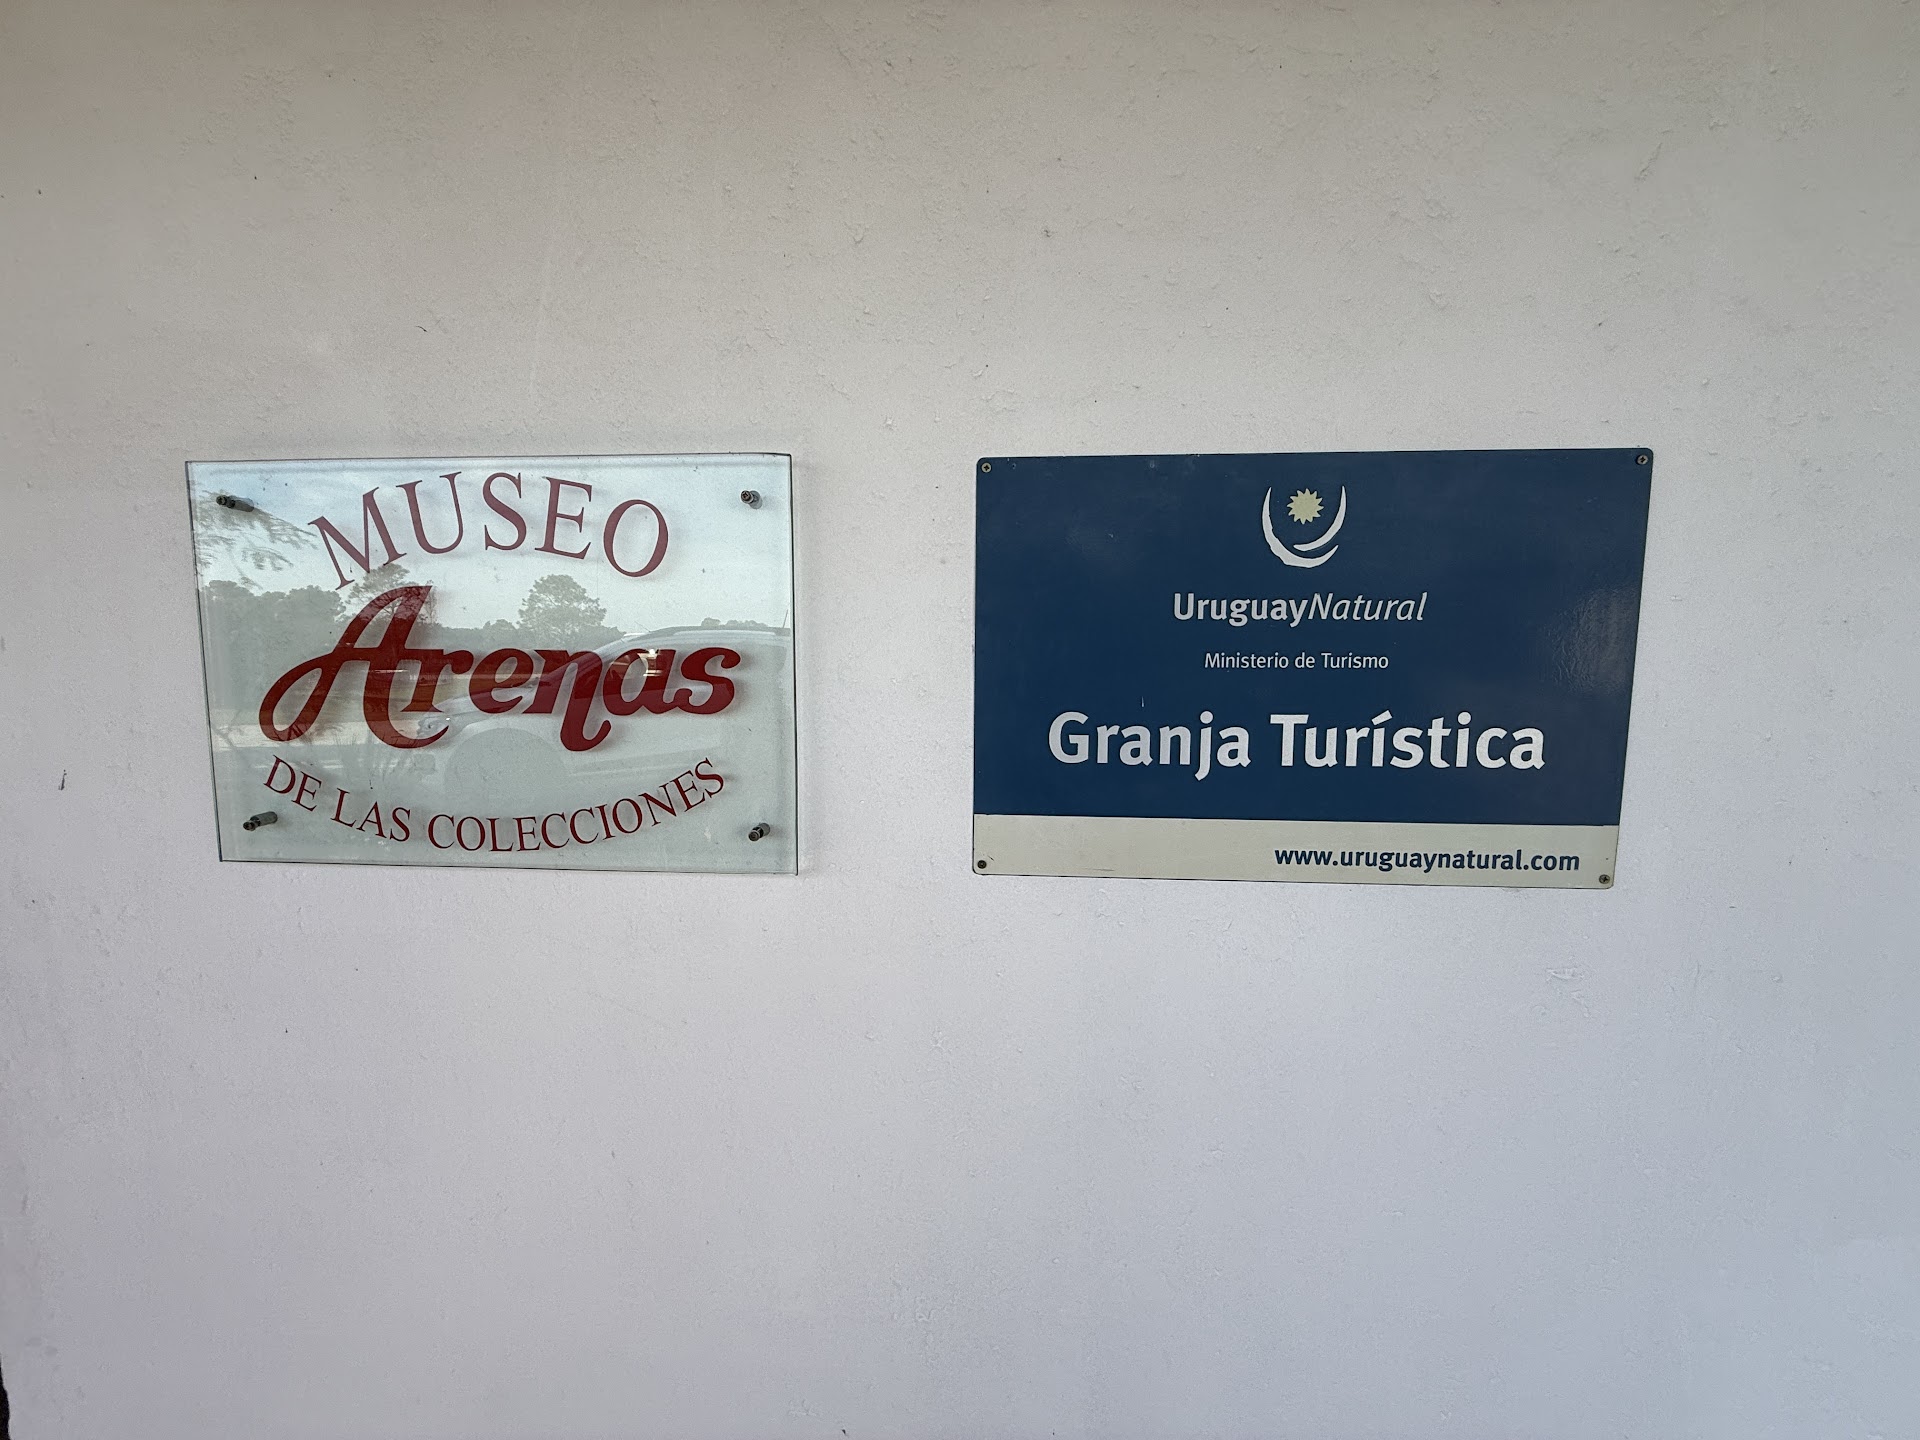 MUSEO
Arenas
DE LAS COLECCIONES
UruguayNatural
Ministerio de Turismo
Granja Turística
www.uruguaynatural.com